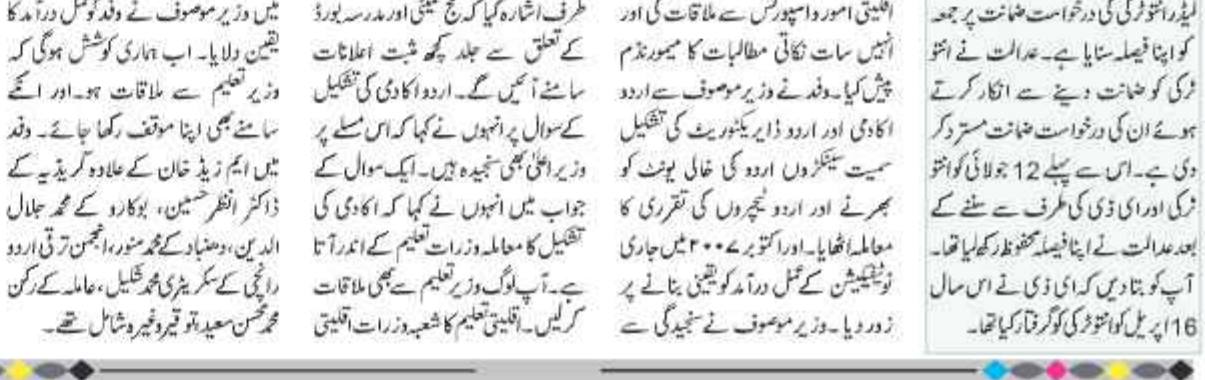 لیڈر انتو ترکی کی درخواست ضمانت پر جمعہ
کو اپنا فیصلہ سنایا ہے۔ عدالت نے انتو
ترکی کو ضمانت دینے سے انکار کرتے
ہوئے ان کی درخواست ضمانت مسترد کر
دی ہے۔ اس سے پہلے 12 جولائی کو انتو
ترکی اور ای ڈی کی طرف سے سننے کے
بعد عدالت نے اپنا فیصلہ محفوظ رکھ لیا تھا۔
آپ کو بتا دیں کہ ای ڈی نے اس سال
16 اپریل کو انتو ترکی کو گرفتار کیا تھا۔
اقلیتی امور و اسپورٹس سے ملاقات کی اور
انہیں سات نکاتی مطالبات کا میمورنڈم
پیش کیا۔ وفد نے وزیر موصوف سے اردو
اکادمی اور اردو ڈایریکٹوریٹ کی تشکیل
سمیت سینکڑوں اردو کی خالی یونٹ کو
بھرنے اور اردو ٹیچروں کی تقرری کا
معاملہ اٹھایا۔ اور اکتوبر ۲۰۰۷ میں جاری
نوٹیفکیشن کے عمل درآمد کو یقینی بنانے پر
زور دیا۔ وزیر موصوف نے سنجیدگی سے
طرف اشارہ کیا کہ حج کمیٹی اور مدرسہ بورڈ
کے تعلق سے جلد کچھ مثبت اعلانات
سامنے آئیں گے۔ اردو اکادمی کی تشکیل
کے سوال پر انہوں نے کہا کہ اس مسلے پر
وزیر اعلیٰ بھی سنجیدہ ہیں۔ ایک سوال کے
جواب میں انہوں نے کہا کہ اکادمی کی
تشکیل کا معاملہ وزرات تعلیم کے اندر آتا
ہے۔ آپ لوگ وزیر تعلیم سے بھی ملاقات
کرلیں۔ اقلیتی تعلیم کا شعبہ وزرات اقلیتی
میں وزیر موصوف نے وفد کو عمل درآمد کا
یقین دلایا۔ اب ہماری کوشش ہوگی کہ
وزیر تعلیم سے ملاقات ہو۔ اور انکے
سامنے بھی اپنا موقف رکھا جائے۔ وفد
میں ایم زیڈ خان کے علاوہ گریڈیہ کے
ڈاکٹر انظر حسین، بوکارو کے محمد جلال
الدین، دھنباد کے محمد منور، انجمن ترقی اردو
رانچی کے سکریٹری محمد شکیل، عاملہ کے رکن
محمد محسن سعید، توقیر وغیرہ شامل تھے۔